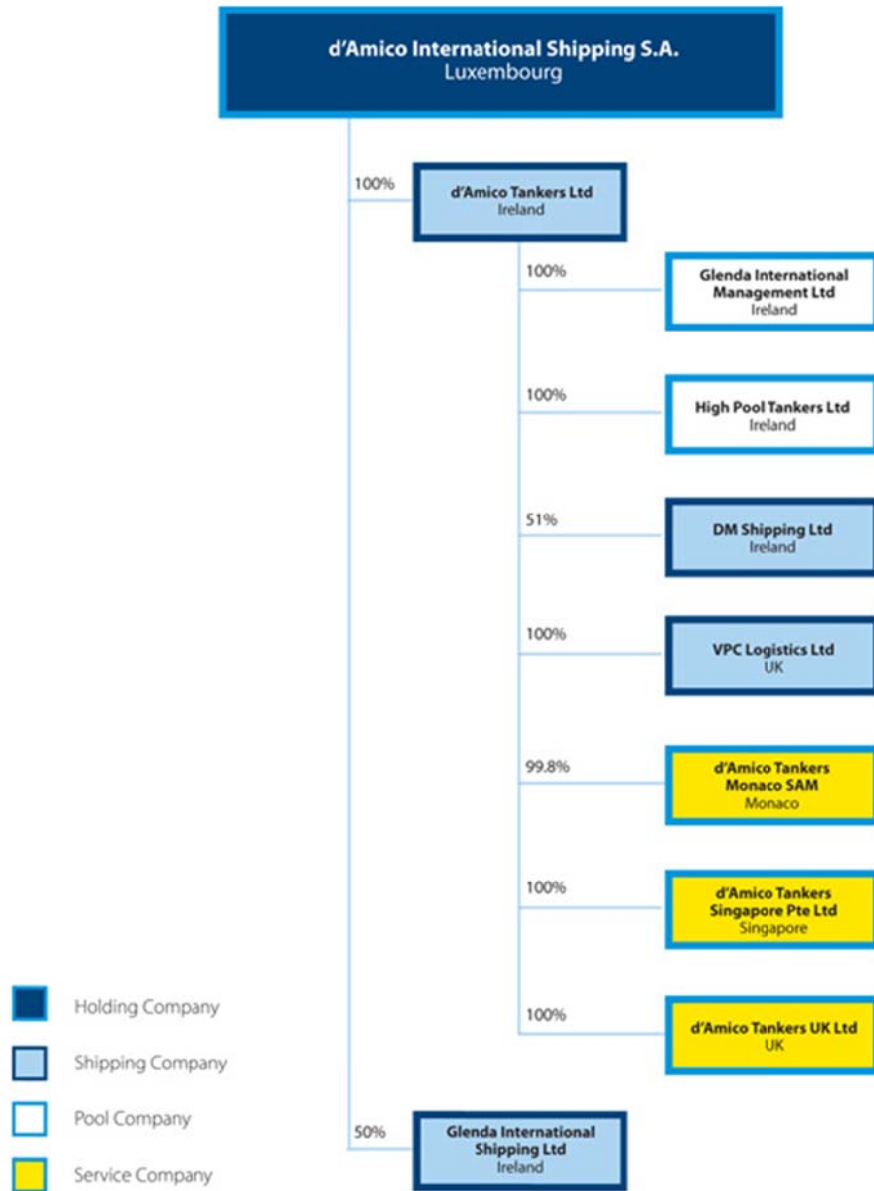 d’Amico International Shipping S.A.
Luxembourg
100%
d’Amico Tankers Ltd
Ireland
100%
Glenda International
Management Ltd
Ireland
100%
High Pool Tankers Ltd
Ireland
51%
DM Shipping Ltd
Ireland
100%
VPC Logistics Ltd
UK
99.8%
d’Amico Tankers
Monaco SAM
Monaco
100%
d’Amico Tankers
Singapore Pte Ltd
Singapore
100%
d’Amico Tankers UK Ltd
UK
50%
Glenda International
Shipping Ltd
Ireland
Holding Company
Shipping Company
Pool Company
Service Company